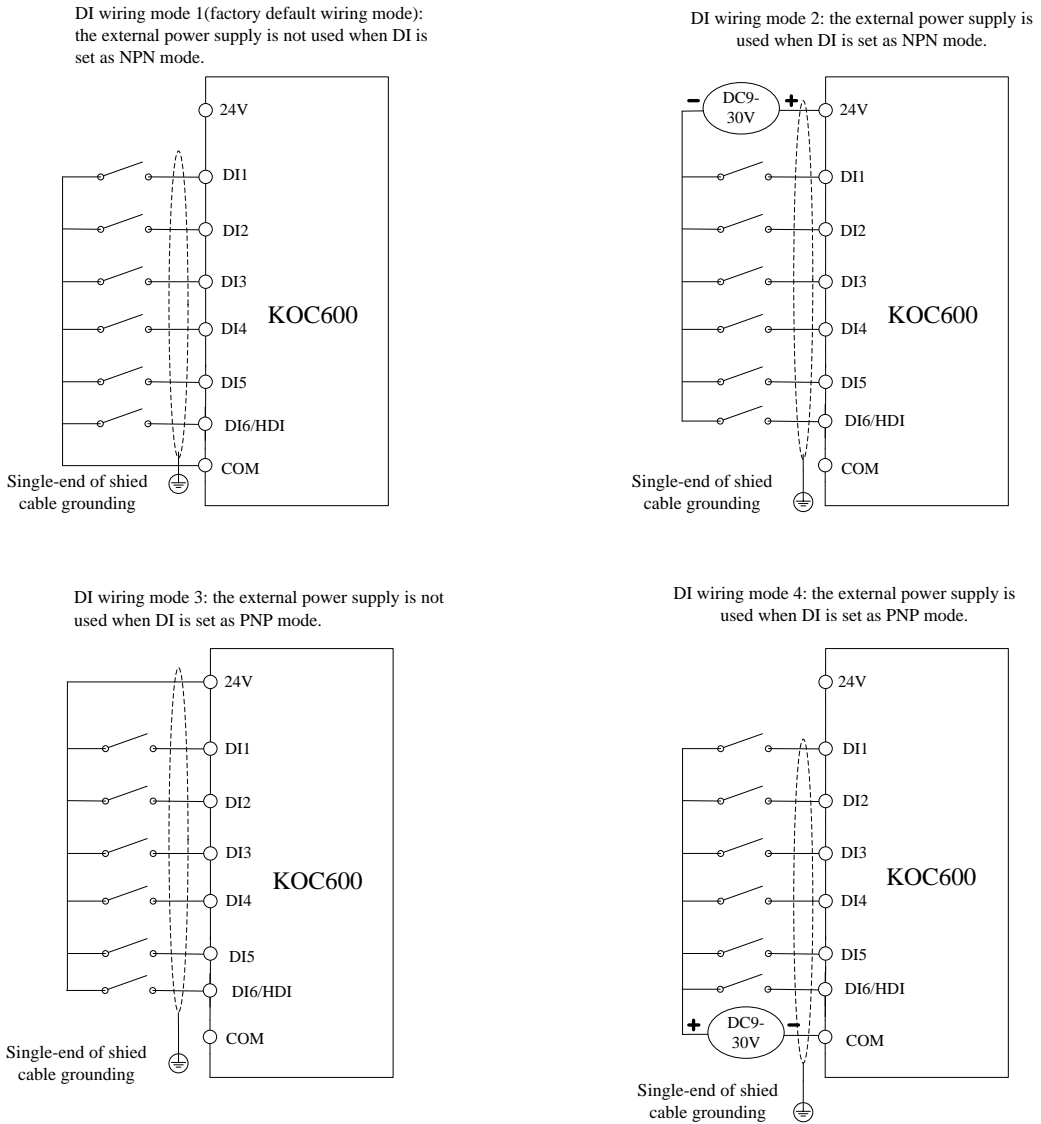 DI wiring mode 1(factory default wiring mode):
the external power supply is not used when DI is
set as NPN mode.
24V
DI1
DI2
DI3
KOC600
DI4
DI5
DI6/HDI
COM
Single-end of shied
cable grounding
DI wiring mode 2: the external power supply is
used when DI is set as NPN mode.
− DC9- +
30V
24V
DI1
DI2
DI3
KOC600
DI4
DI5
DI6/HDI
COM
Single-end of shied
cable grounding
DI wiring mode 3: the external power supply is not
used when DI is set as PNP mode.
24V
DI1
DI2
DI3
KOC600
DI4
DI5
DI6/HDI
COM
Single-end of shied
cable grounding
DI wiring mode 4: the external power supply is
used when DI is set as PNP mode.
24V
DI1
DI2
DI3
KOC600
DI4
DI5
DI6/HDI
+ DC9- −
30V
COM
Single-end of shied
cable grounding